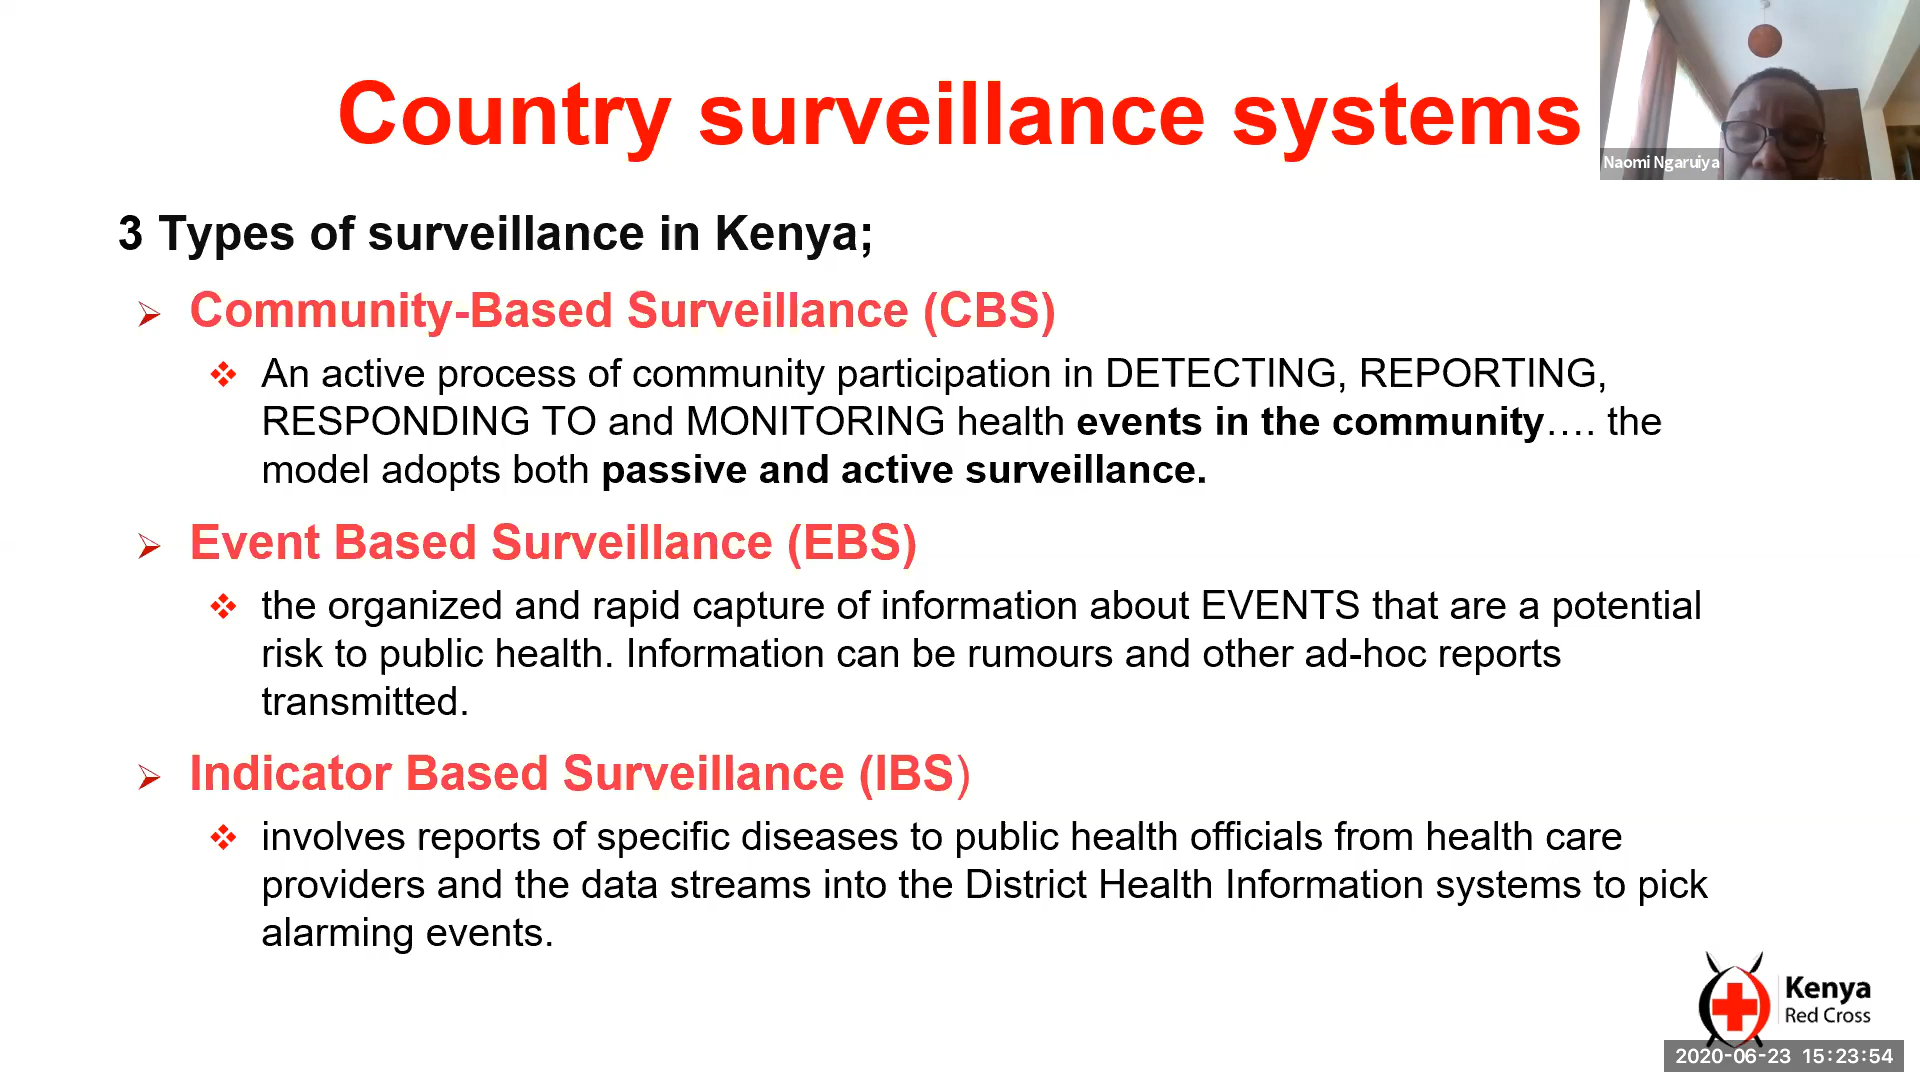 Country surveillance systems
Naomi Ngaruiya
3 Types of surveillance in Kenya;
Community-Based Surveillance (CBS)
An active process of community participation in DETECTING, REPORTING,
RESPONDING TO and MONITORING health events in the community…. the
model adopts both passive and active surveillance.
Event Based Surveillance (EBS)
the organized and rapid capture of information about EVENTS that are a potential
risk to public health. Information can be rumours and other ad-hoc reports
transmitted.
Indicator Based Surveillance (IBS)
involves reports of specific diseases to public health officials from health care
providers and the data streams into the District Health Information systems to pick
alarming events.
Kenya
Red Cross
2020-06-23 15:23:54